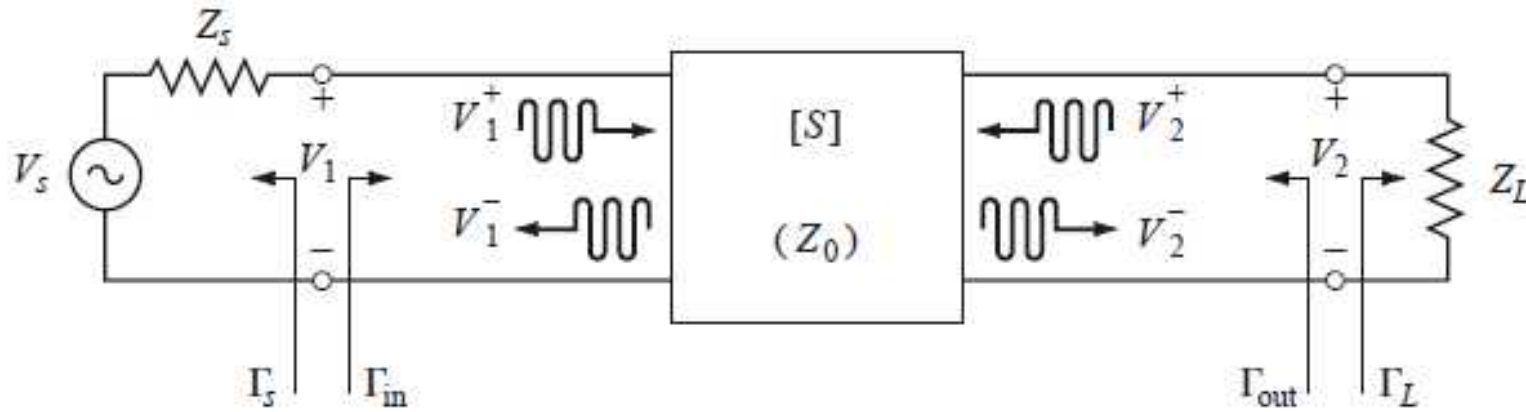 Z_s
V_s
+
V_1
−
V_1^+
V_1^-
[S]
(Z_0)
V_2^+
V_2^-
+
V_2
−
Z_L
Γ_s
Γ_in
Γ_out
Γ_L